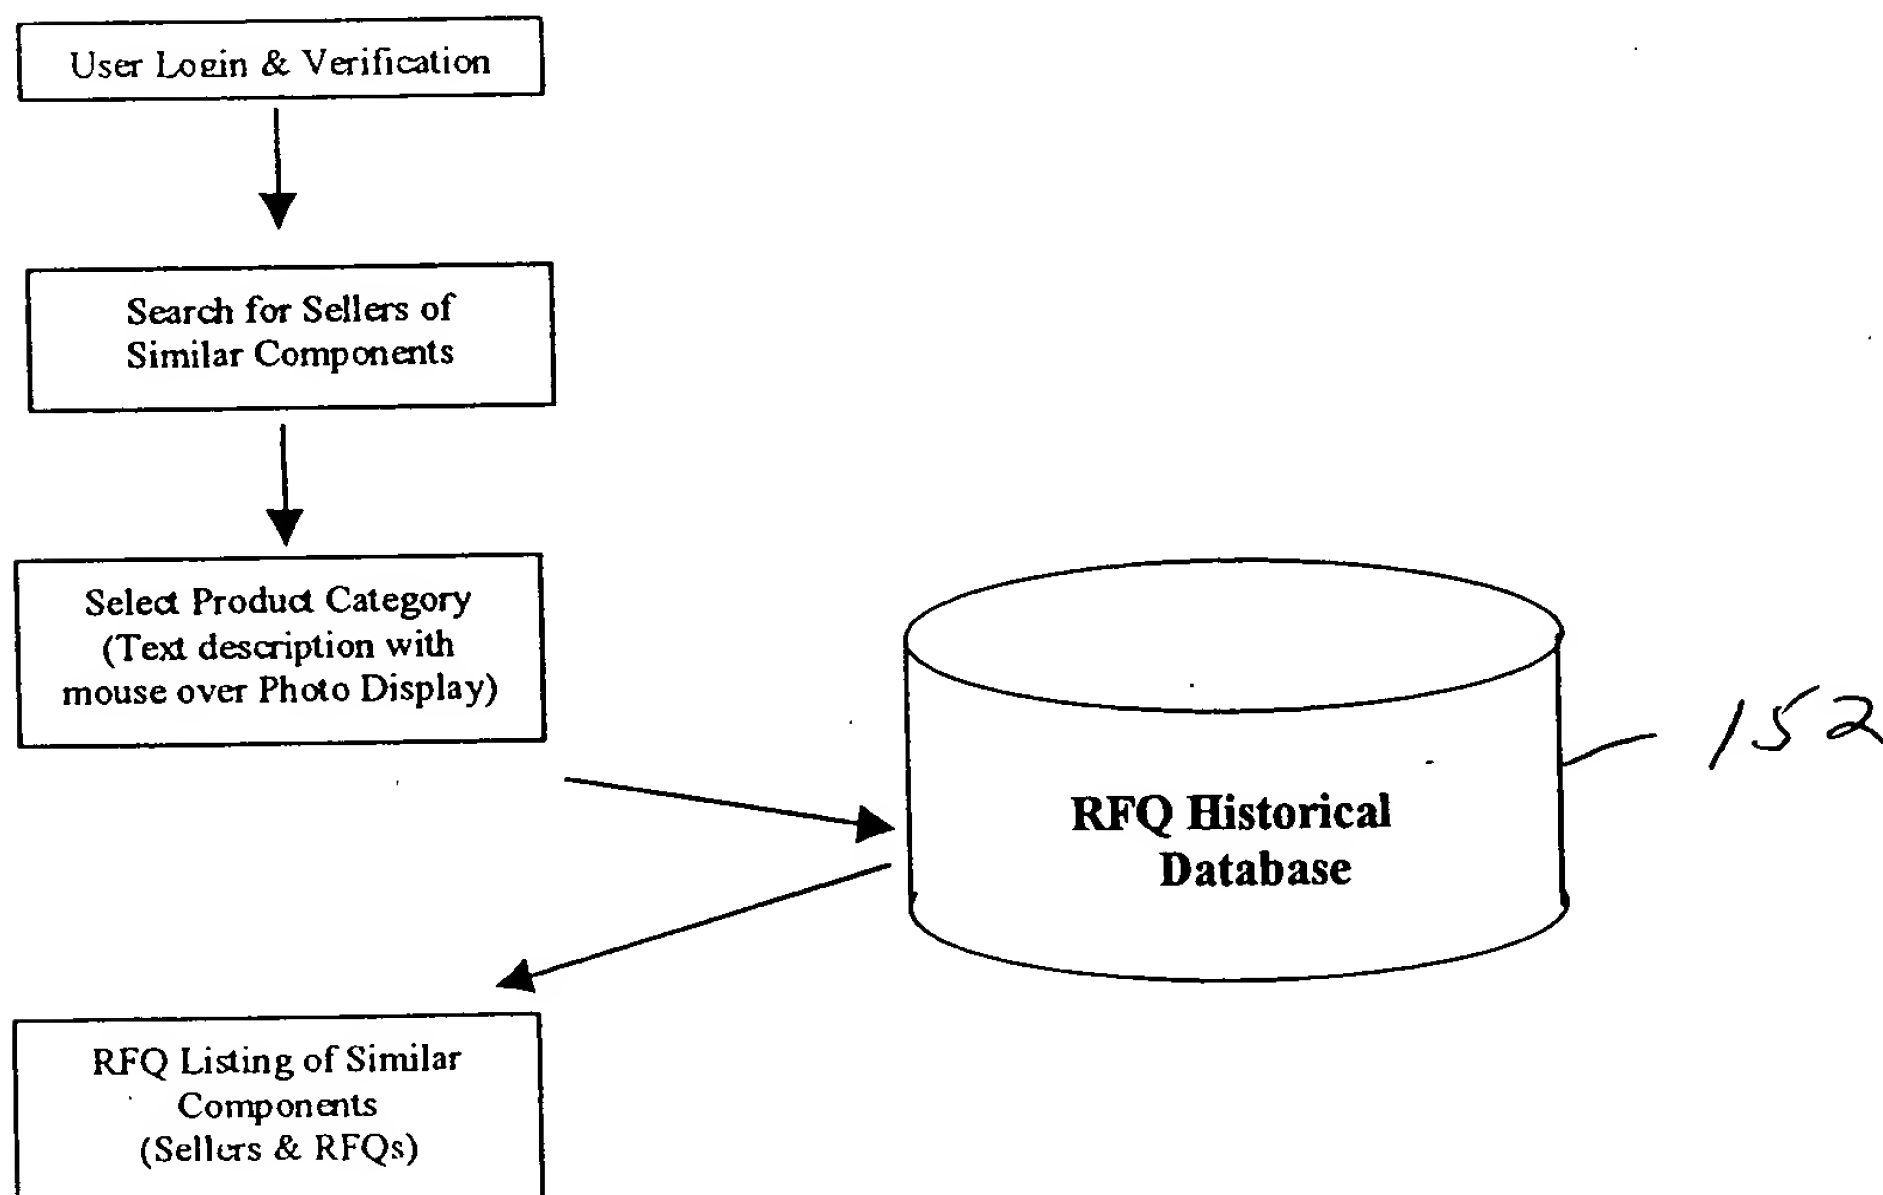 User Login & Verification
Search for Sellers of
Similar Components
Select Product Category
(Text description with
mouse over Photo Display)
RFQ Historical
Database
152
RFQ Listing of Similar
Components
(Sellers & RFQs)